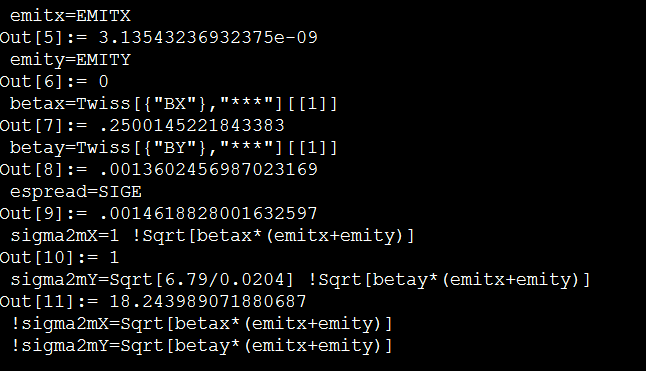 emitx=EMITX
Out[5]:= 3.13543236932375e-09
emity=EMITY
Out[6]:= 0
betax=Twiss[{"BX"},"***"][[1]]
Out[7]:= .2500145221843383
betay=Twiss[{"BY"},"***"][[1]]
Out[8]:= .0013602456987023169
espread=SIGE
Out[9]:= .0014618828001632597
sigma2mX=1 !Sqrt[betax*(emitx+emity)]
Out[10]:= 1
sigma2mY=Sqrt[6.79/0.0204] !Sqrt[betay*(emitx+emity)]
Out[11]:= 18.243989071880687
!sigma2mX=Sqrt[betax*(emitx+emity)]
!sigma2mY=Sqrt[betay*(emitx+emity)]